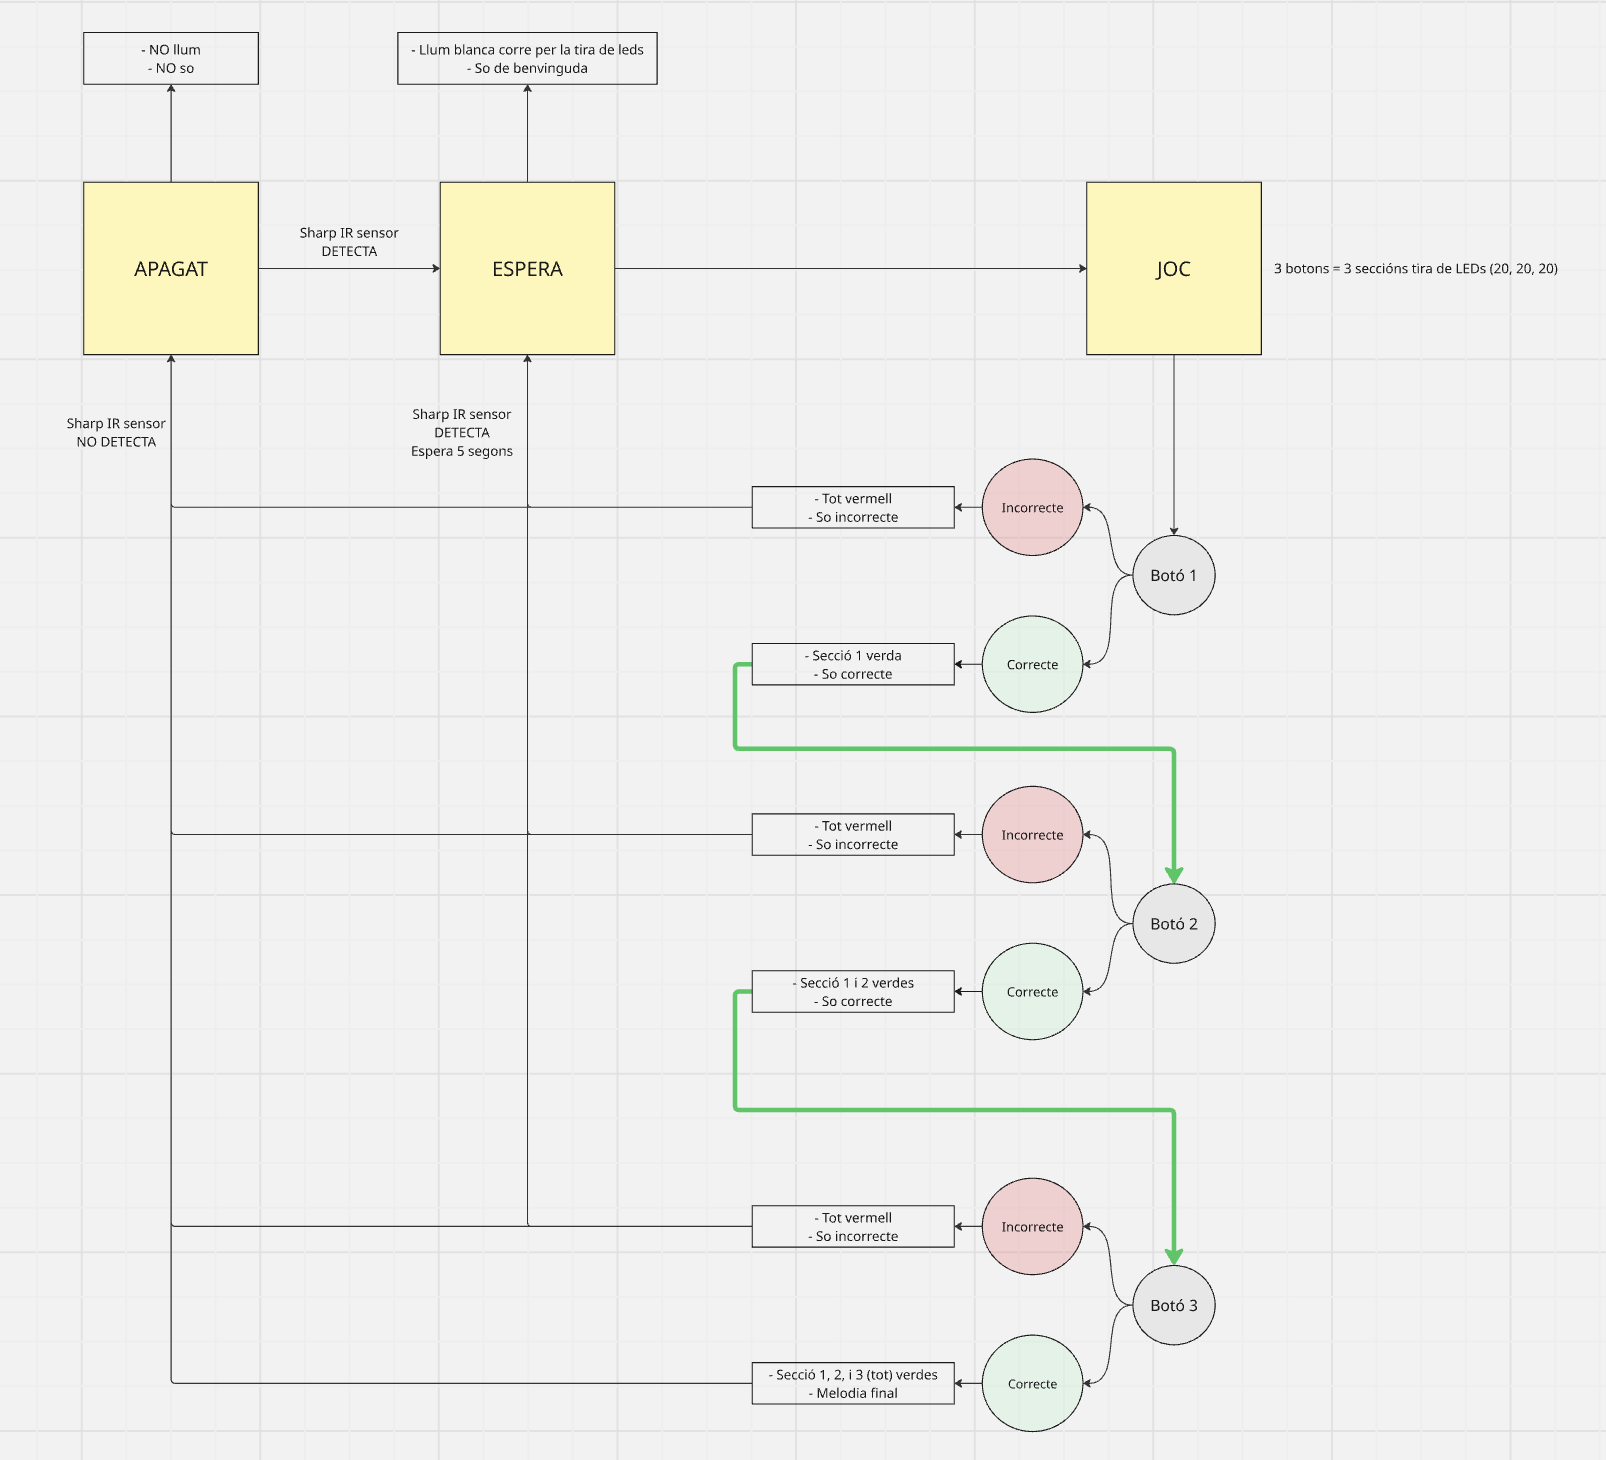 - NO llum
- NO so
- Llum blanca corre per la tira de leds
- So de benvinguda
APAGAT
Sharp IR sensor
DETECTA
ESPERA
JOC
3 botons = 3 seccións tira de LEDs (20, 20, 20)
Sharp IR sensor
NO DETECTA
Sharp IR sensor
DETECTA
Espera 5 segons
- Tot vermell
- So incorrecte
Incorrecte
Botó 1
- Secció 1 verda
- So correcte
Correcte
- Tot vermell
- So incorrecte
Incorrecte
Botó 2
- Secció 1 i 2 verdes
- So correcte
Correcte
- Tot vermell
- So incorrecte
Incorrecte
Botó 3
- Secció 1, 2, i 3 (tot) verdes
- Melodia final
Correcte